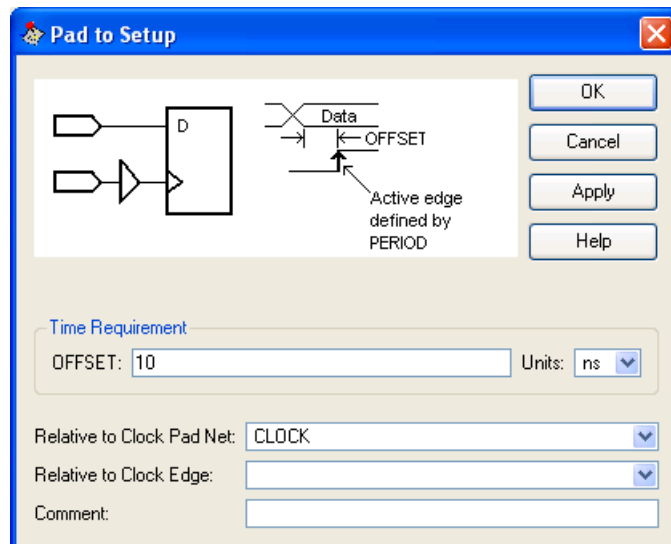 Pad to Setup
D
Data
OFFSET
Active edge
defined by
PERIOD
OK
Cancel
Apply
Help
Time Requirement
OFFSET: 10 Units: ns
Relative to Clock Pad Net: CLOCK
Relative to Clock Edge:
Comment: